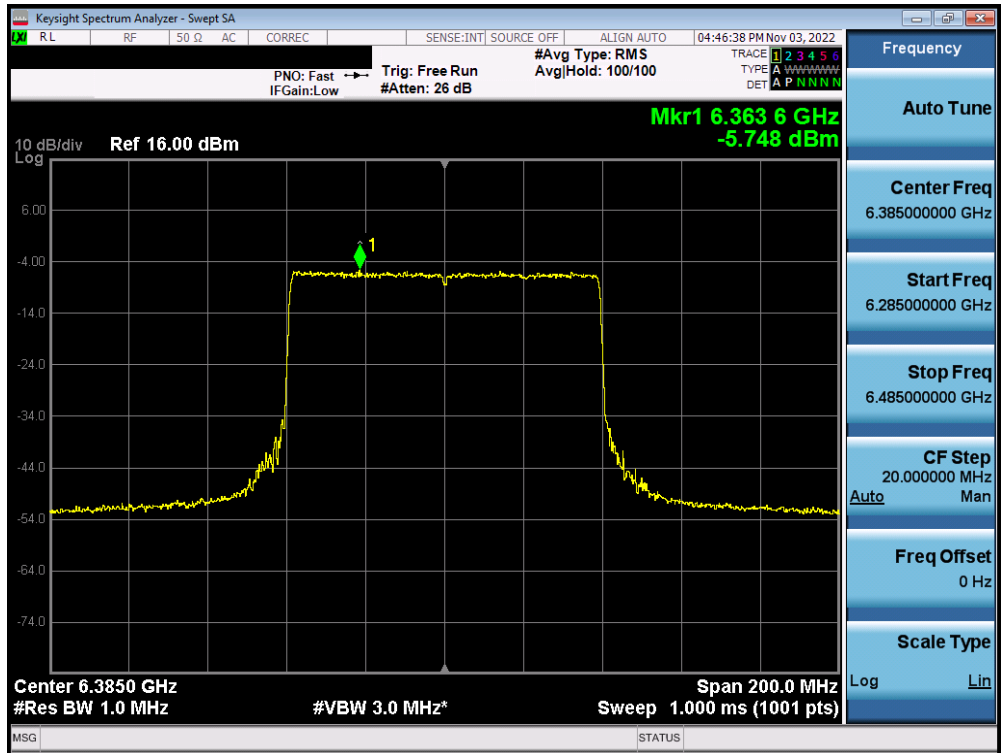 Keysight Spectrum Analyzer - Swept SA
LXI RL RF 50 Ω AC CORREC SENSE:INT SOURCE OFF ALIGN AUTO 04:46:38 PM Nov 03, 2022
#Avg Type: RMS TRACE 1 2 3 4 5 6
PNO: Fast Trig: Free Run Avg|Hold: 100/100 TYPE A WWWWW
IFGain:Low #Atten: 26 dB DET A P N N N N
Mkr1 6.363 6 GHz
-5.748 dBm
10 dB/div Ref 16.00 dBm
Log
6.00
1
-4.00
-14.0
-24.0
-34.0
-44.0
-54.0
-64.0
-74.0
Center 6.3850 GHz Span 200.0 MHz
#Res BW 1.0 MHz #VBW 3.0 MHz* Sweep 1.000 ms (1001 pts)
MSG STATUS
Frequency
Auto Tune
Center Freq
6.385000000 GHz
Start Freq
6.285000000 GHz
Stop Freq
6.485000000 GHz
CF Step
20.000000 MHz
Auto Man
Freq Offset
0 Hz
Scale Type
Log Lin